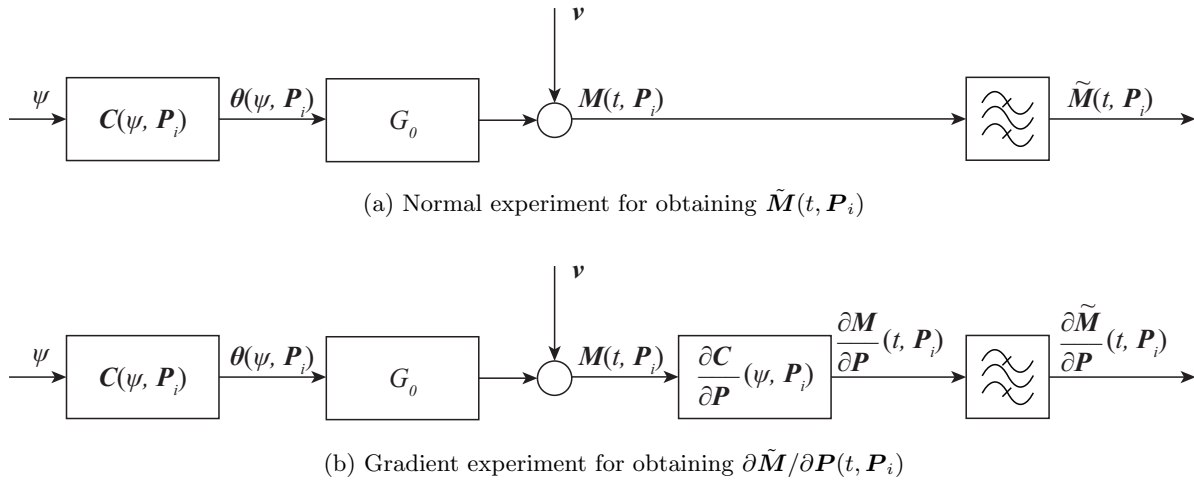 v
ψ
C(ψ, P_i)
θ(ψ, P_i)
G_0
M(t, P_i)
M̃(t, P_i)
(a) Normal experiment for obtaining M̃(t, P_i)
v
ψ
C(ψ, P_i)
θ(ψ, P_i)
G_0
M(t, P_i)
∂C/∂P (ψ, P_i)
∂M/∂P (t, P_i)
∂M̃/∂P (t, P_i)
(b) Gradient experiment for obtaining ∂M̃/∂P(t, P_i)